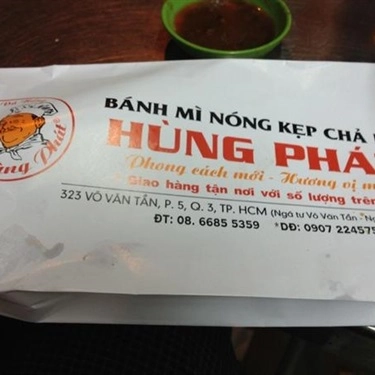 BÁNH MÌ NÓNG KẸP CHẢ
HÙNG PHÁT
Phong cách mới - Hương vị
Giao hàng tận nơi với số lượng trên
323 VÕ VĂN TẦN, P. 5, Q. 3, TP. HCM (Ngã tư Võ Văn Tần -
ĐT: 08. 6685 5359
*DĐ: 0907 224575